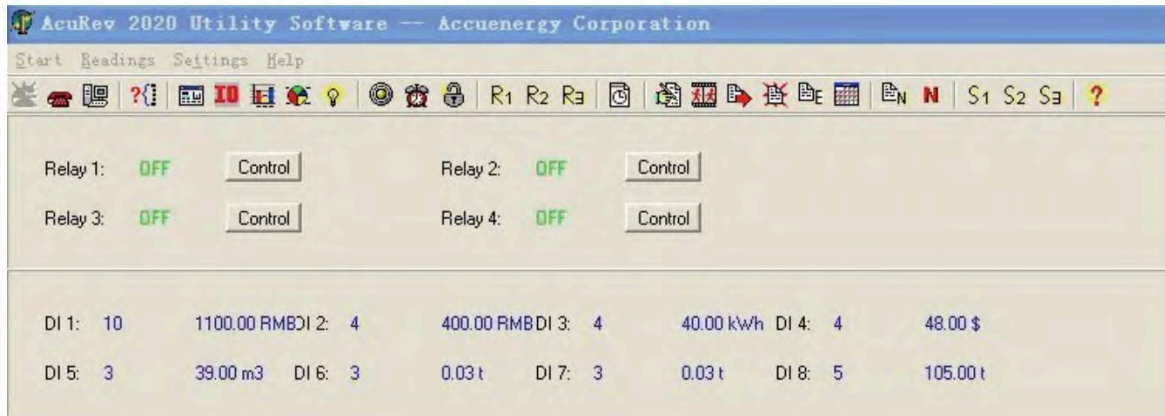 AcuRev 2020 Utility Software -- Accuenergy Corporation
Start Readings Settings Help
?{} IO R1 R2 R3 E N N S1 S2 S3 ?
Relay 1: OFF Control Relay 2: OFF Control
Relay 3: OFF Control Relay 4: OFF Control
DI 1: 10 1100.00 RMB DI 2: 4 400.00 RMB DI 3: 4 40.00 kWh DI 4: 4 48.00 $
DI 5: 3 39.00 m3 DI 6: 3 0.03 t DI 7: 3 0.03 t DI 8: 5 105.00 t